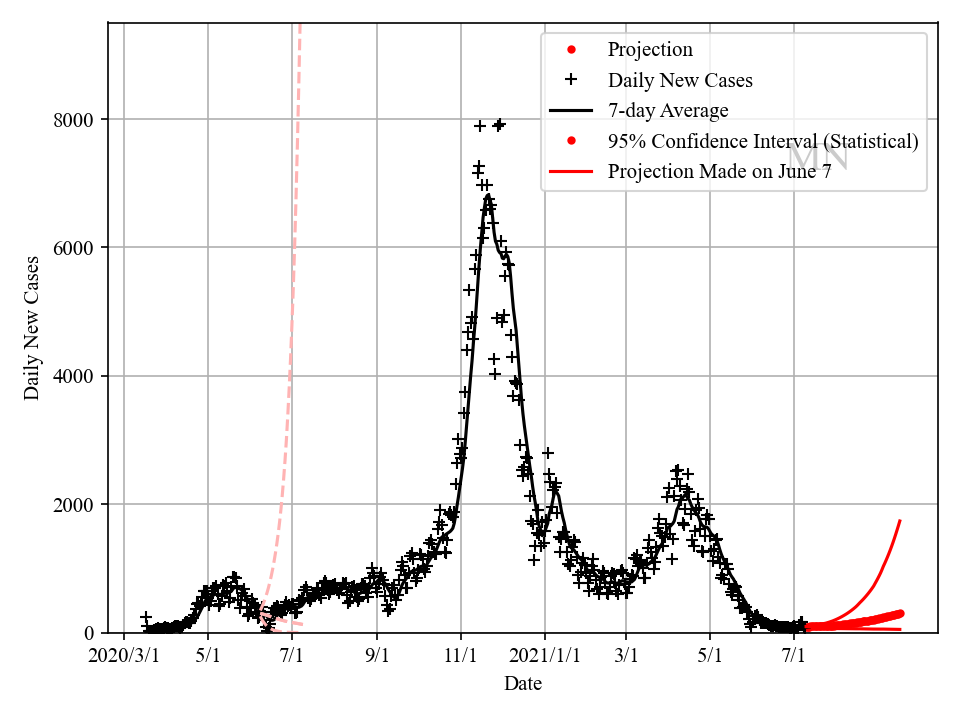 Projection
Daily New Cases
7-day Average
95% Confidence Interval (Statistical)
MN
Projection Made on June 7
8000
6000
4000
2000
0
Daily New Cases
2020/3/1 5/1 7/1 9/1 11/1 2021/1/1 3/1 5/1 7/1
Date